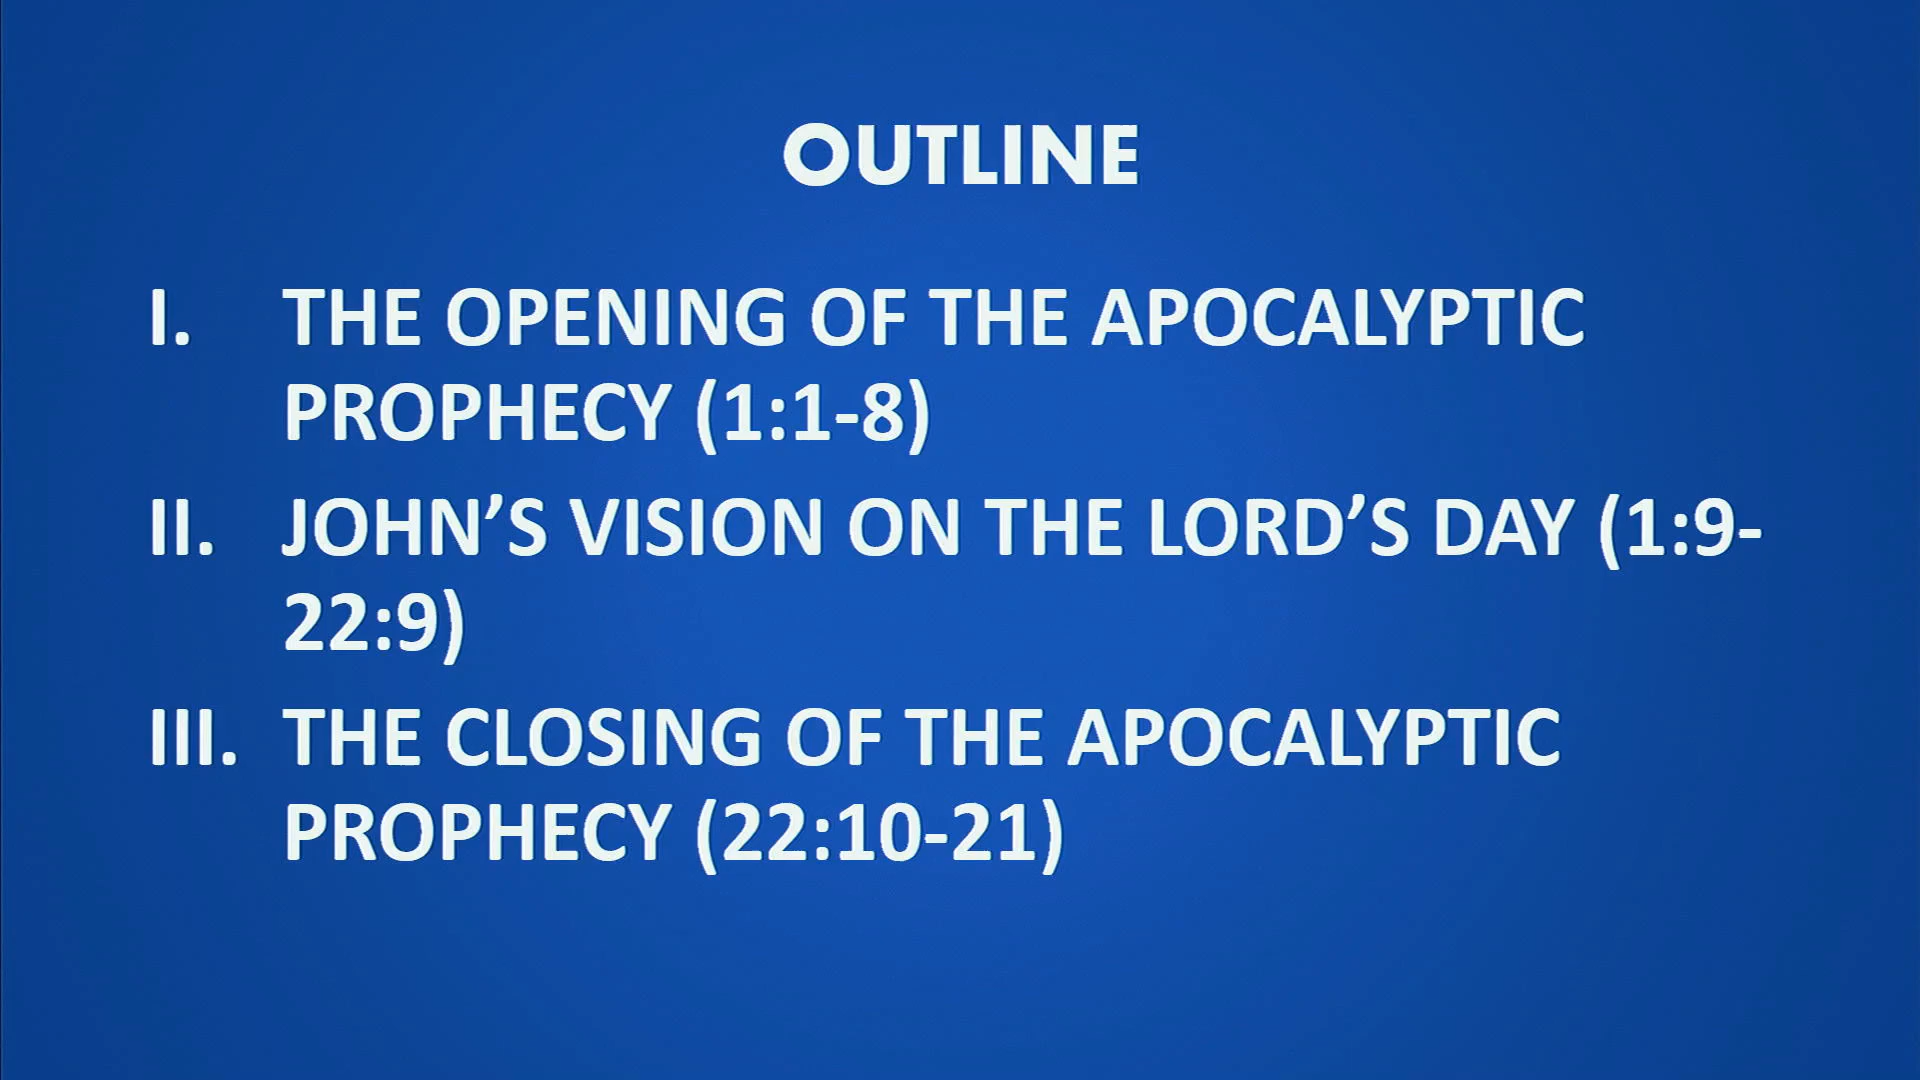 OUTLINE
I. THE OPENING OF THE APOCALYPTIC
PROPHECY (1:1-8)
II. JOHN’S VISION ON THE LORD’S DAY (1:9-
22:9)
III. THE CLOSING OF THE APOCALYPTIC
PROPHECY (22:10-21)